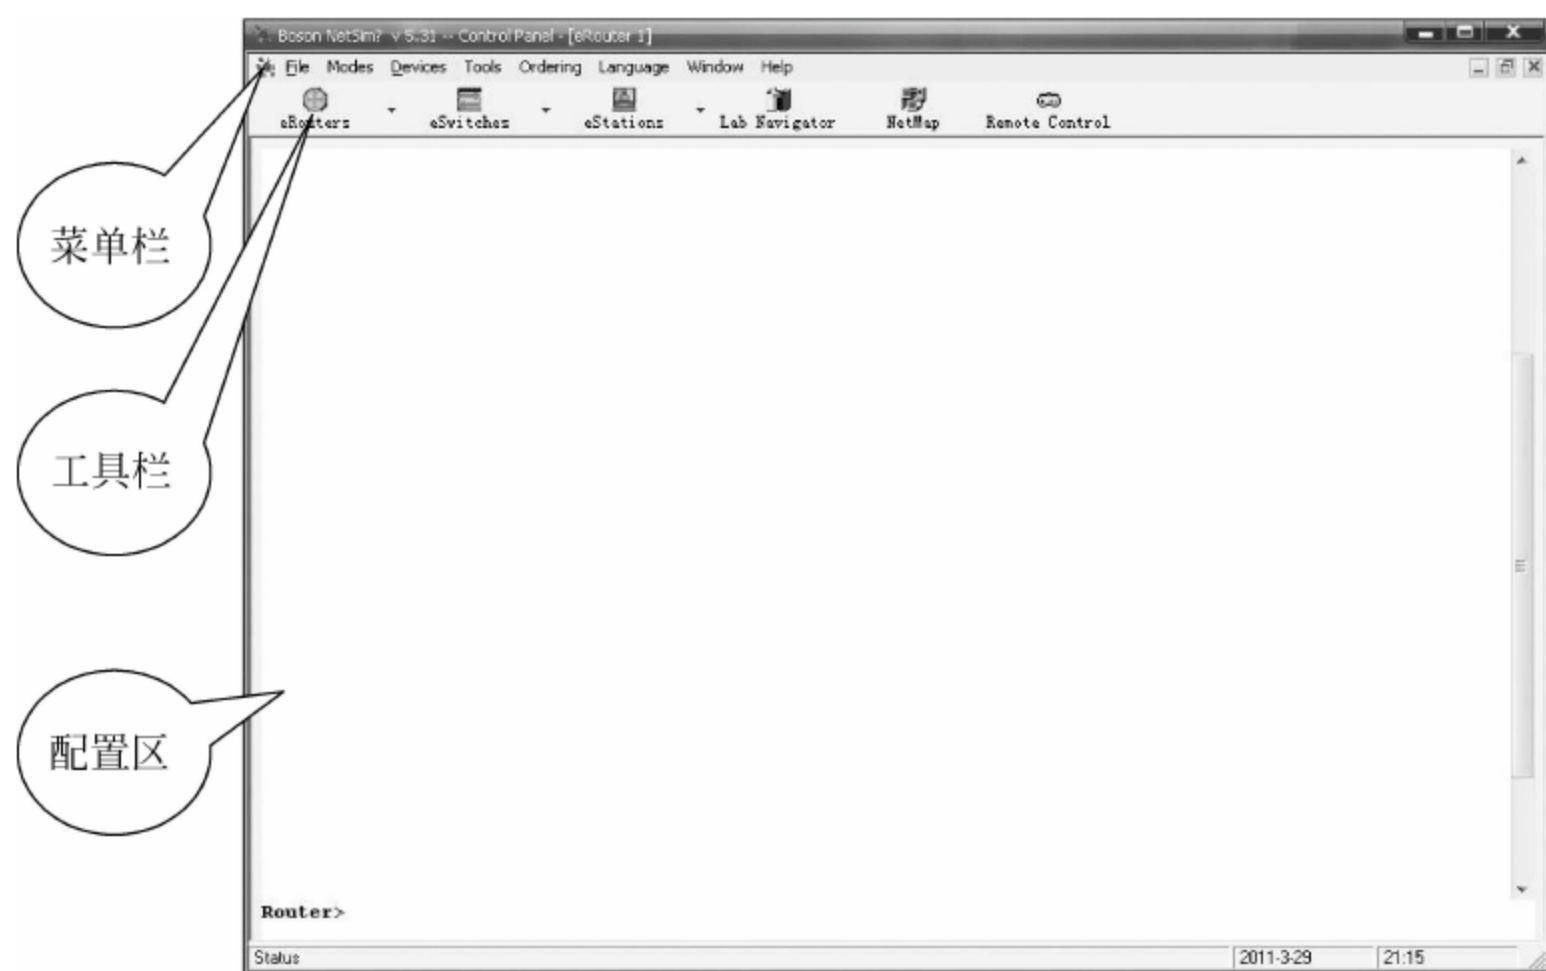 Boson NetSim? v 5.31 -- Control Panel - [eRouter 1]
File Modes Devices Tools Ordering Language Window Help
eRouters eSwitches eStations Lab Navigator NetMap Remote Control
菜单栏
工具栏
配置区
Router>
Status 2011-3-29 21:15